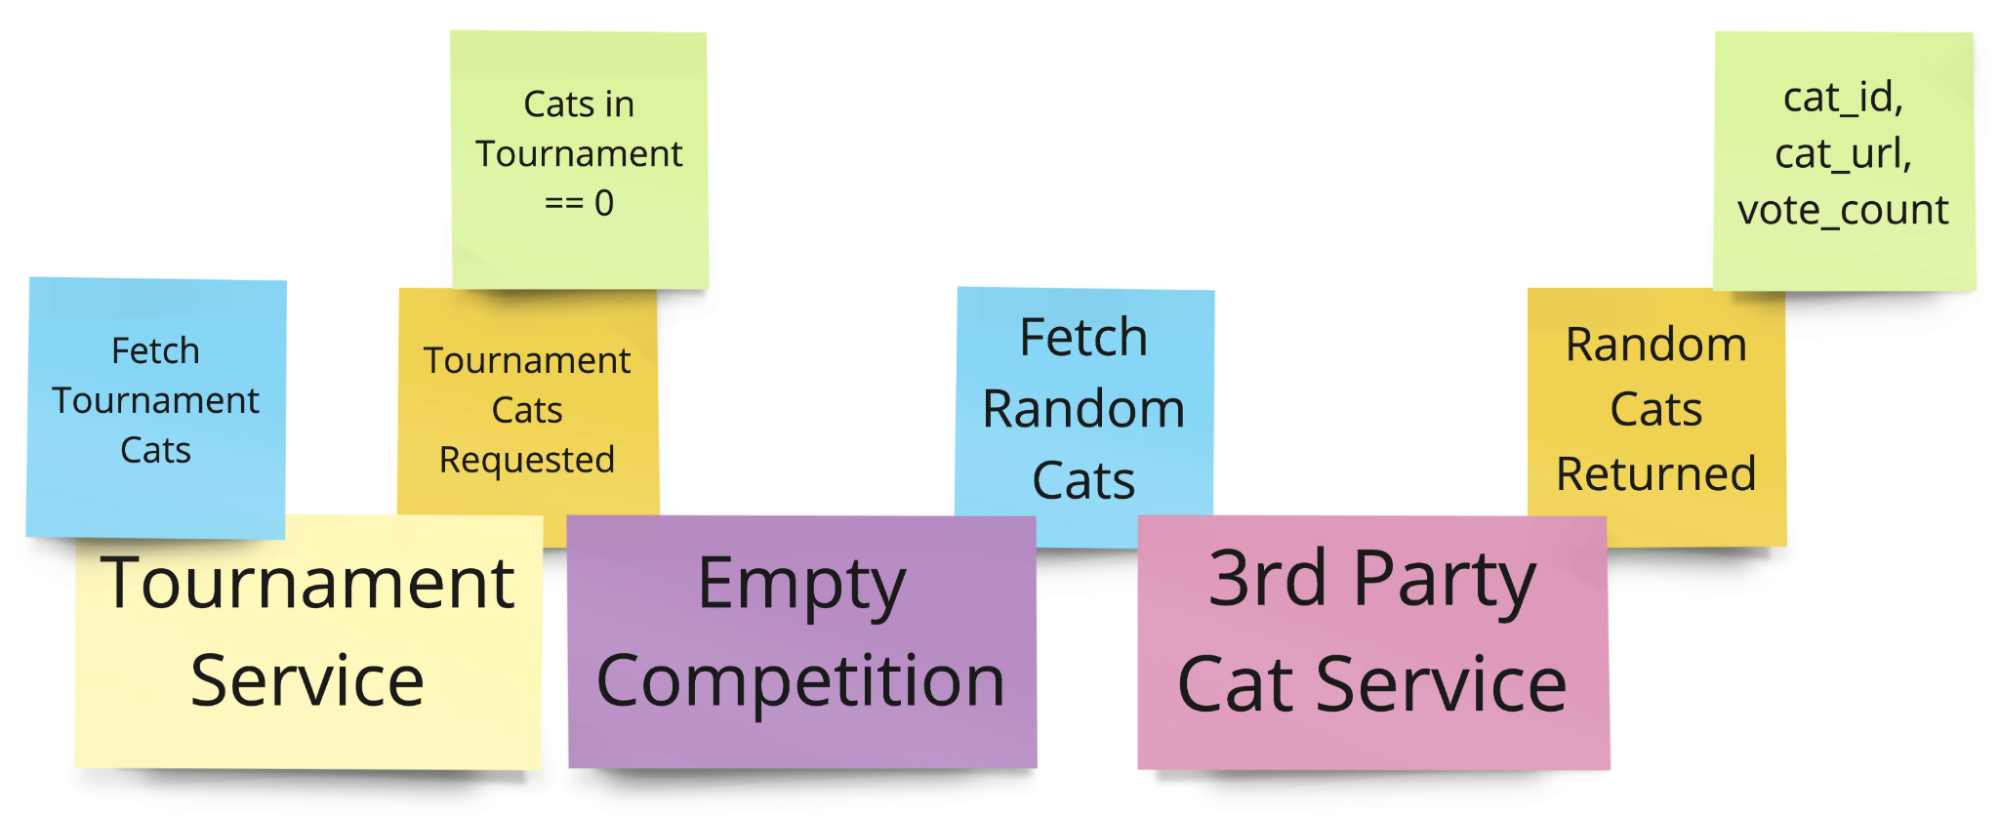 Cats in
Tournament
== 0
cat_id,
cat_url,
vote_count
Fetch
Tournament
Cats
Tournament
Cats
Requested
Fetch
Random
Cats
Random
Cats
Returned
Tournament
Service
Empty
Competition
3rd Party
Cat Service